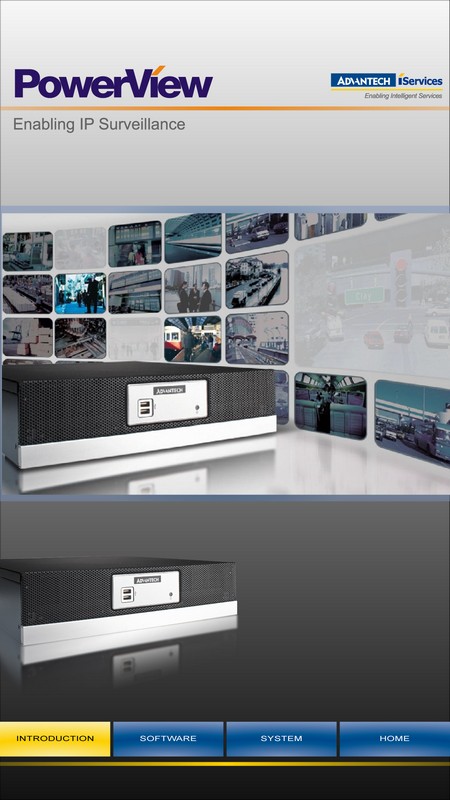 PowerView
ADVANTECH iServices
Enabling Intelligent Services
Enabling IP Surveillance
ADVANTECH
ADVANTECH
INTRODUCTION
SOFTWARE
SYSTEM
HOME